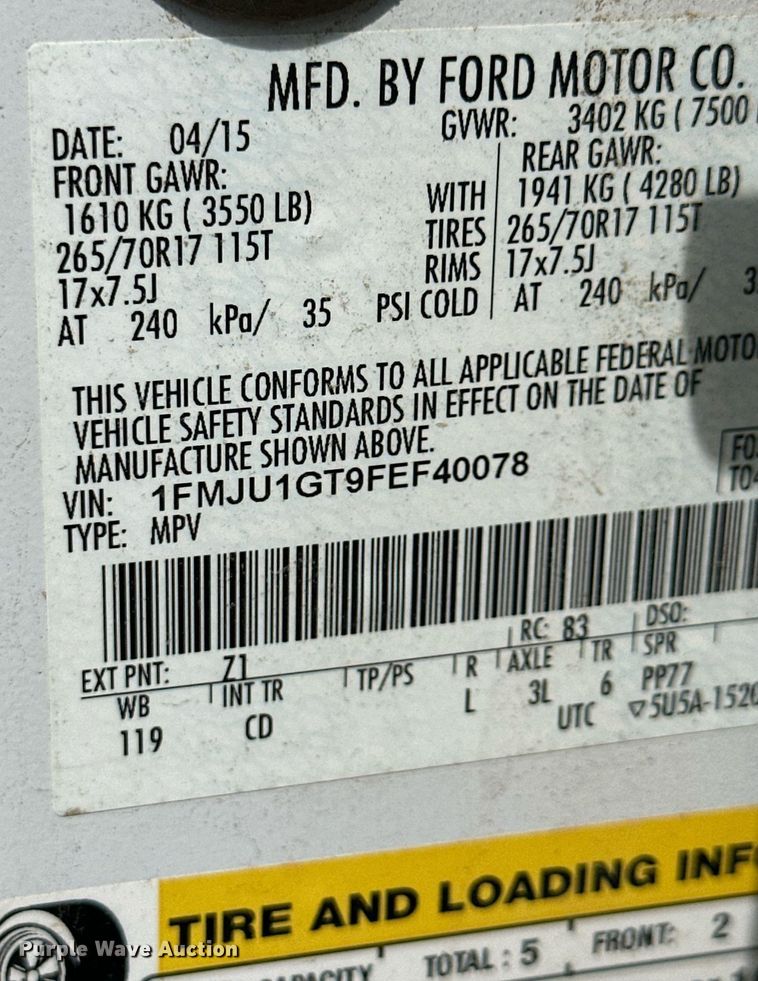 MFD. BY FORD MOTOR CO.
DATE: 04/15
GVWR: 3402 KG ( 7500
FRONT GAWR:
REAR GAWR:
1610 KG ( 3550 LB)
WITH 1941 KG ( 4280 LB)
265/70R17 115T
TIRES 265/70R17 115T
17x7.5J
RIMS 17x7.5J
AT 240 kPa/ 35 PSI COLD AT 240 kPa/ 3
THIS VEHICLE CONFORMS TO ALL APPLICABLE FEDERAL MOTO
VEHICLE SAFETY STANDARDS IN EFFECT ON THE DATE OF
MANUFACTURE SHOWN ABOVE.
VIN: 1FMJU1GT9FEF40078
TYPE: MPV
RC: 83 DSO:
EXT PNT: Z1
WB INT TR TP/PS R AXLE TR SPR
119 CD L 3L 6 PP77
UTC ▽5U5A-1520
TIRE AND LOADING INF
TOTAL : 5 FRONT: 2
Purple Wave Auction